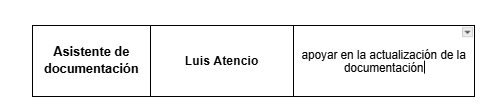 Asistente de
documentación
Luis Atencio
apoyar en la actualización de la
documentación